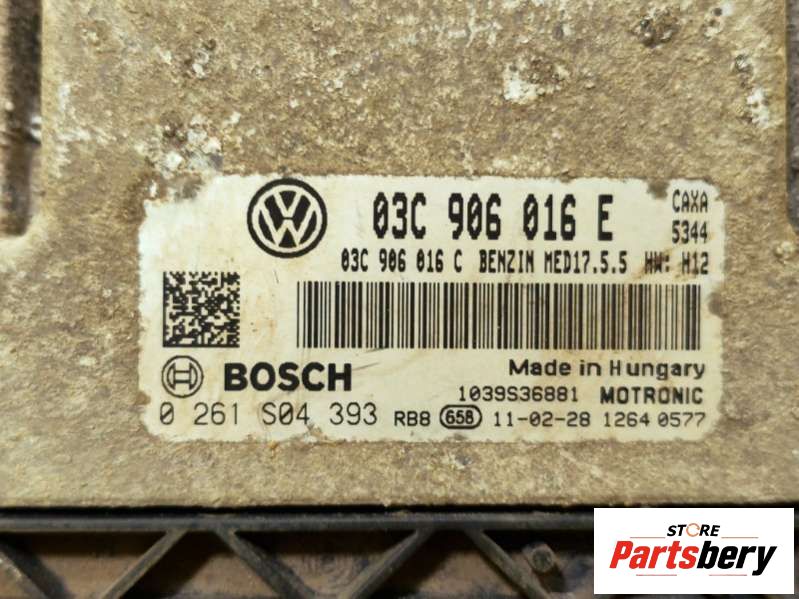 03C 906 016 E
CAXA
5344
03C 906 016 C BENZIN MED17.5.5 HW: H12
BOSCH
Made in Hungary
1039S36881 MOTRONIC
0 261 S04 393 RB8 658 11-02-28 1264 0577
STORE
Partsbery